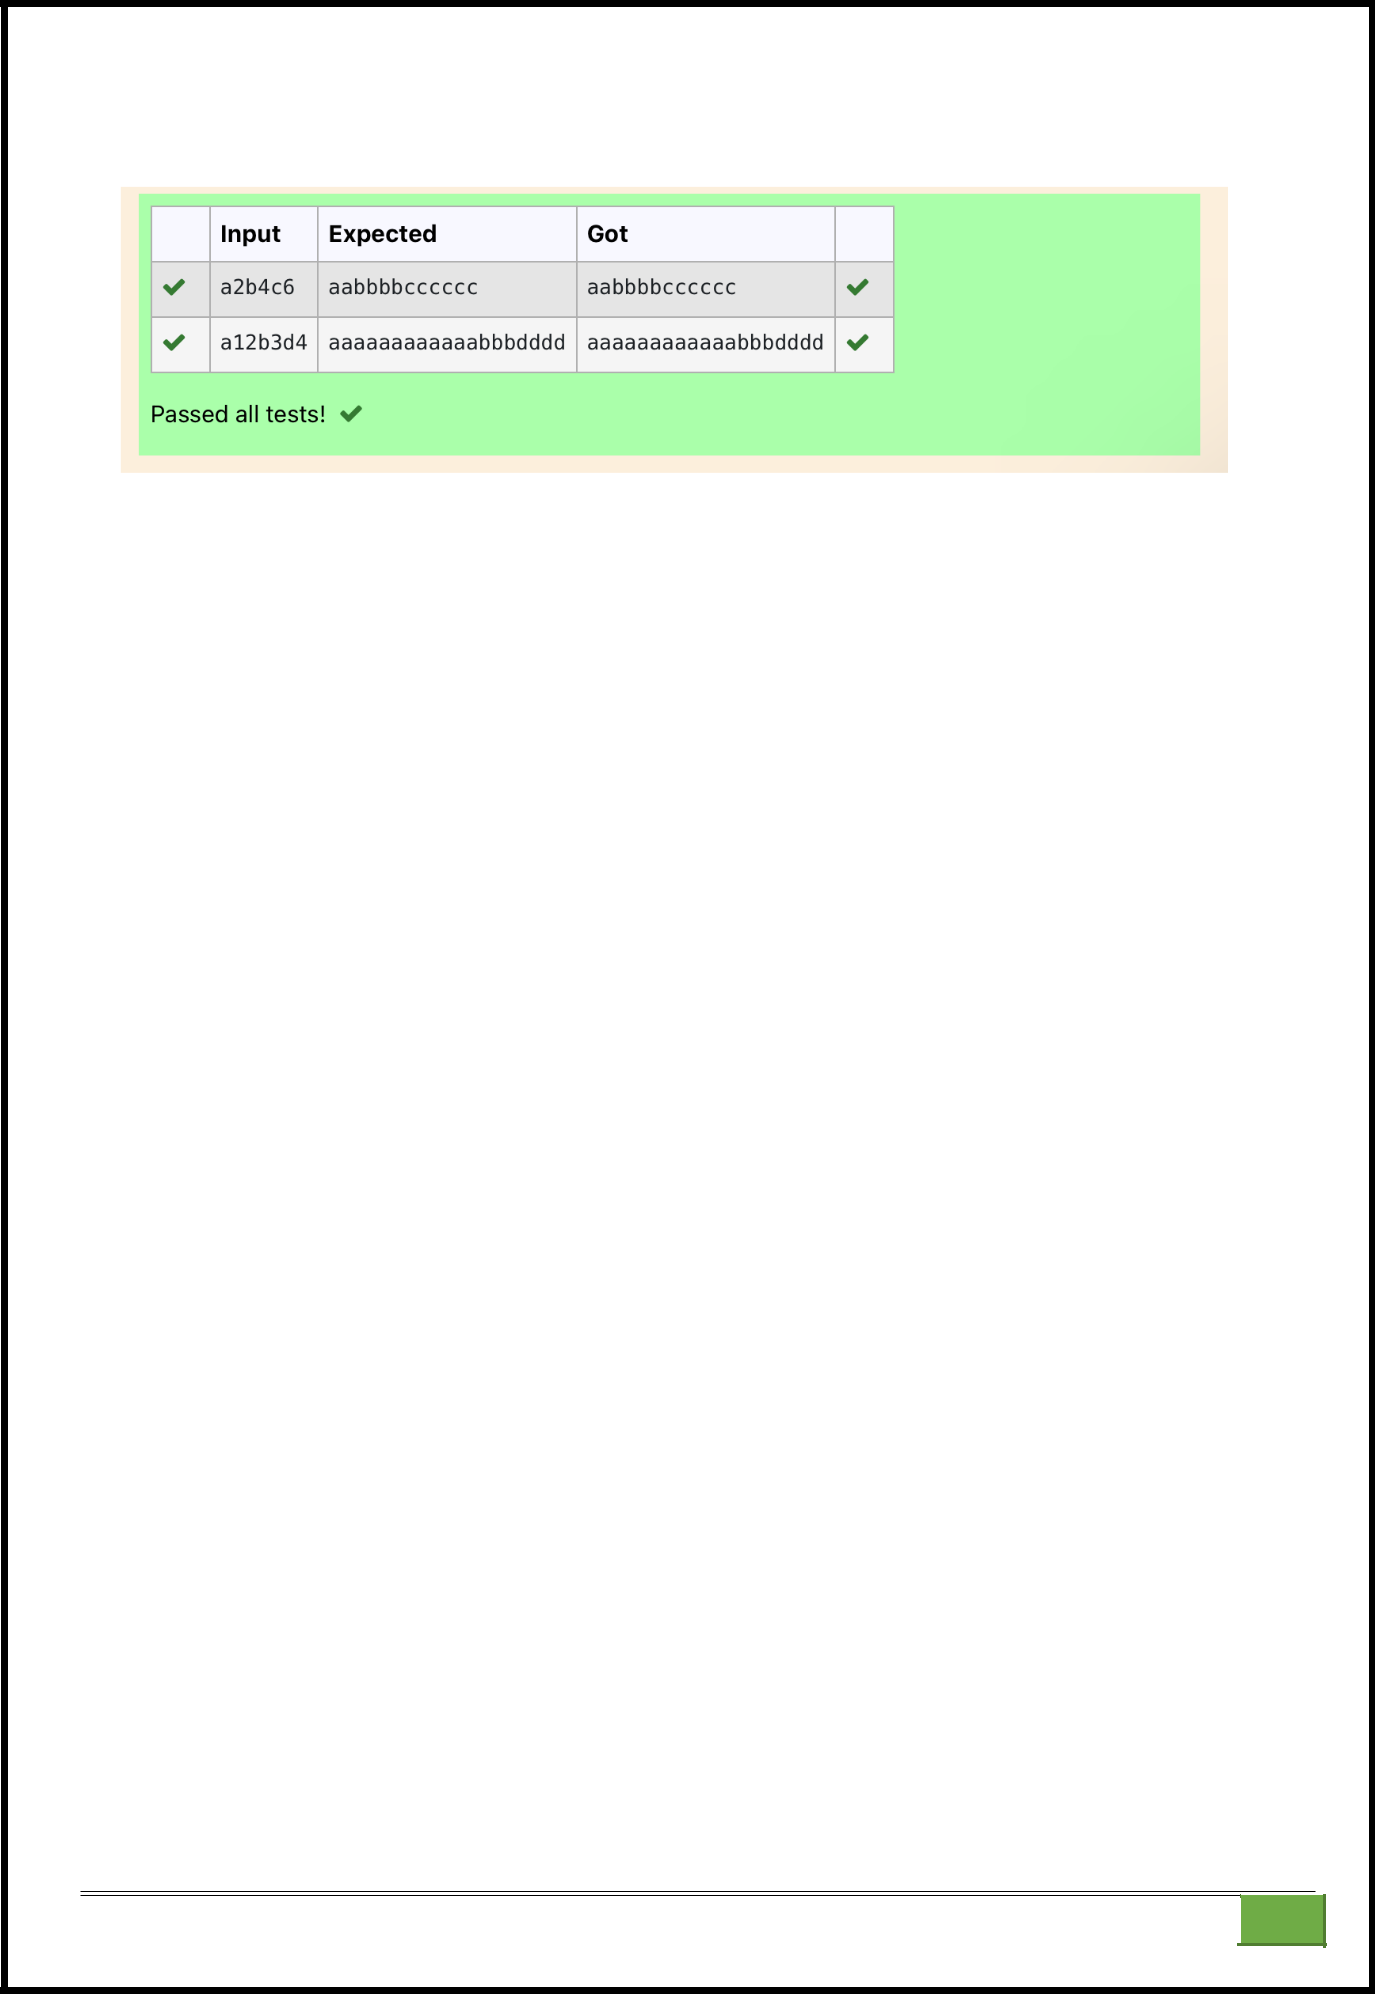 Input Expected Got
a2b4c6 aabbbbcccccc aabbbbcccccc
a12b3d4 aaaaaaaaaaaabbbdddd aaaaaaaaaaaabbbdddd
Passed all tests!